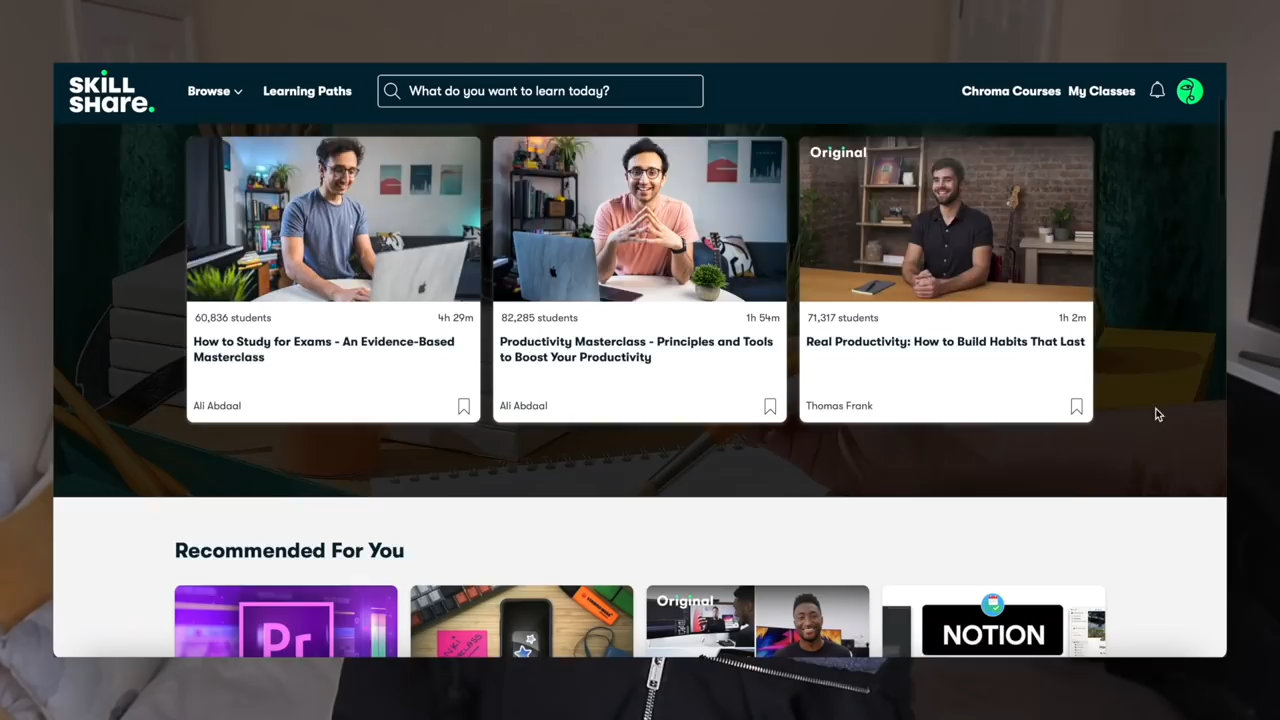 SKILL
SHARE.
Browse
Learning Paths
What do you want to learn today?
Chroma Courses
My Classes
Original
60,836 students
4h 29m
How to Study for Exams - An Evidence-Based
Masterclass
Ali Abdaal
82,285 students
1h 54m
Productivity Masterclass - Principles and Tools
to Boost Your Productivity
Ali Abdaal
71,317 students
1h 2m
Real Productivity: How to Build Habits That Last
Thomas Frank
Recommended For You
Pr
Original
NOTION